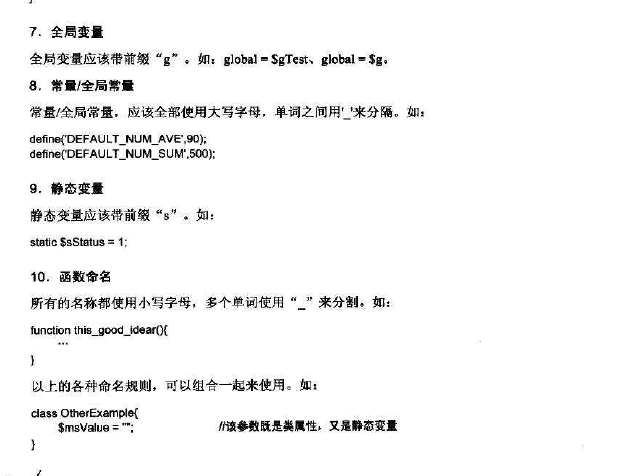 7．全局变量
全局变量应该带前缀“g”。如：global = $gTest、global = $g。
8．常量/全局常量
常量/全局常量，应该全部使用大写字母，单词之间用'_'来分隔。如：
define('DEFAULT_NUM_AVE',90);
define('DEFAULT_NUM_SUM',500);
9．静态变量
静态变量应该带前缀“s”。如：
static $sStatus = 1;
10．函数命名
所有的名称都使用小写字母，多个单词使用“_”来分割。如：
function this_good_idear(){
...
}
以上的各种命名规则，可以组合一起来使用。如：
class OtherExample{
$msValue = ""; //该参数既是类属性，又是静态变量
}